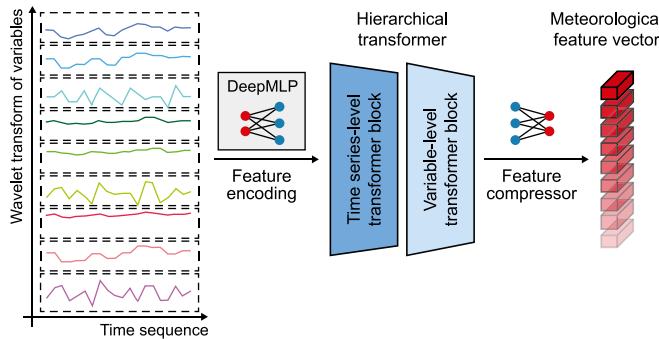 Wavelet transform of variables
Time sequence
DeepMLP
Feature
encoding
Hierarchical
transformer
Time series-level
transformer block
Variable-level
transformer block
Feature
compressor
Meteorological
feature vector